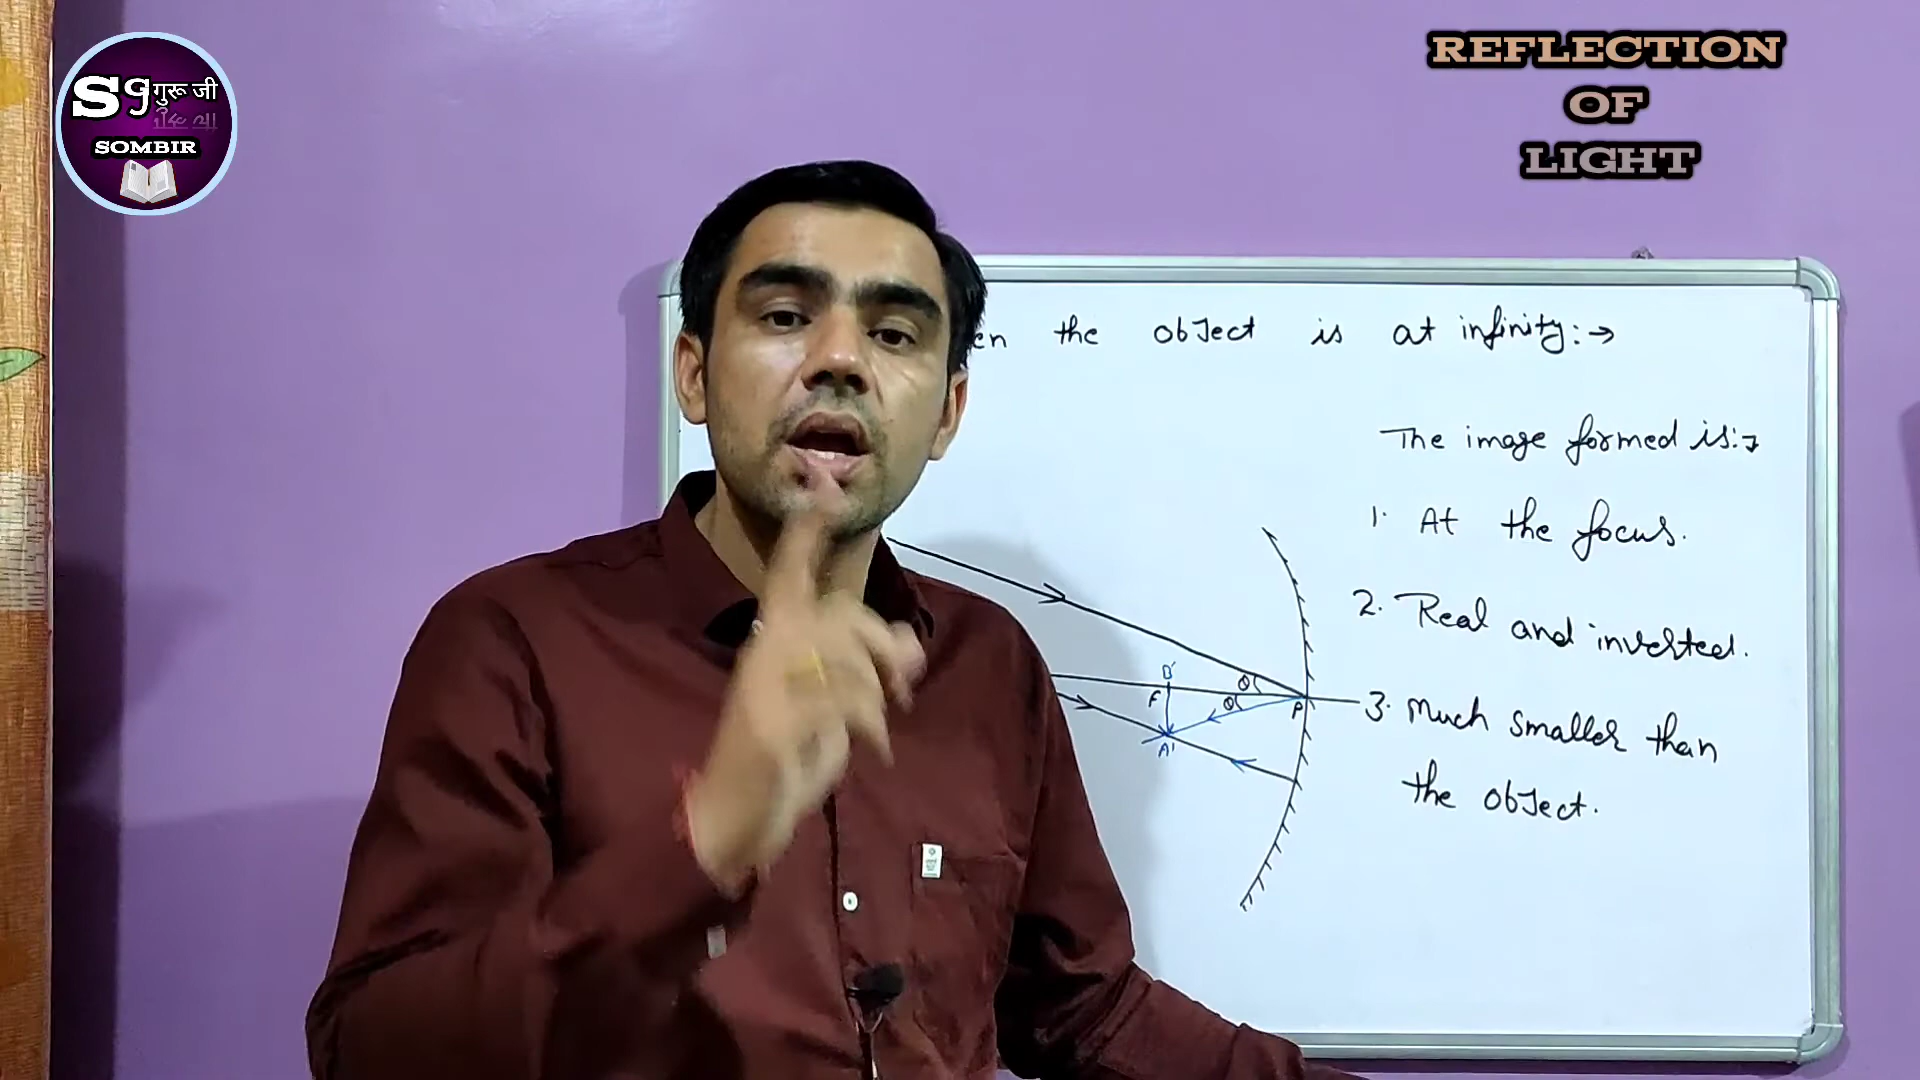 S g गुरू जी
SOMBIR
REFLECTION
OF
LIGHT
en the obJect is at infinity:→
The image formed is:→
1. At the focus.
2. Real and inverted.
3. Much smaller than
the obJect.
B'
F
θ
θ
P
A'